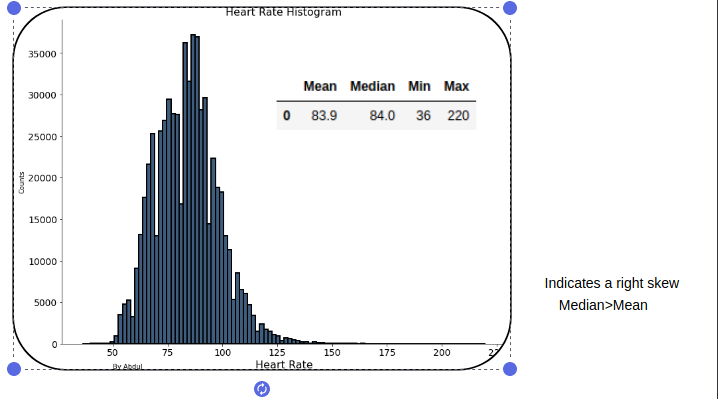 Heart Rate Histogram
35000
30000
25000
20000
15000
10000
5000
0
Counts
Mean Median Min Max
0 83.9 84.0 36 220
50 75 100 125 150 175 200 22
By Abdul
Heart Rate
Indicates a right skew
Median>Mean